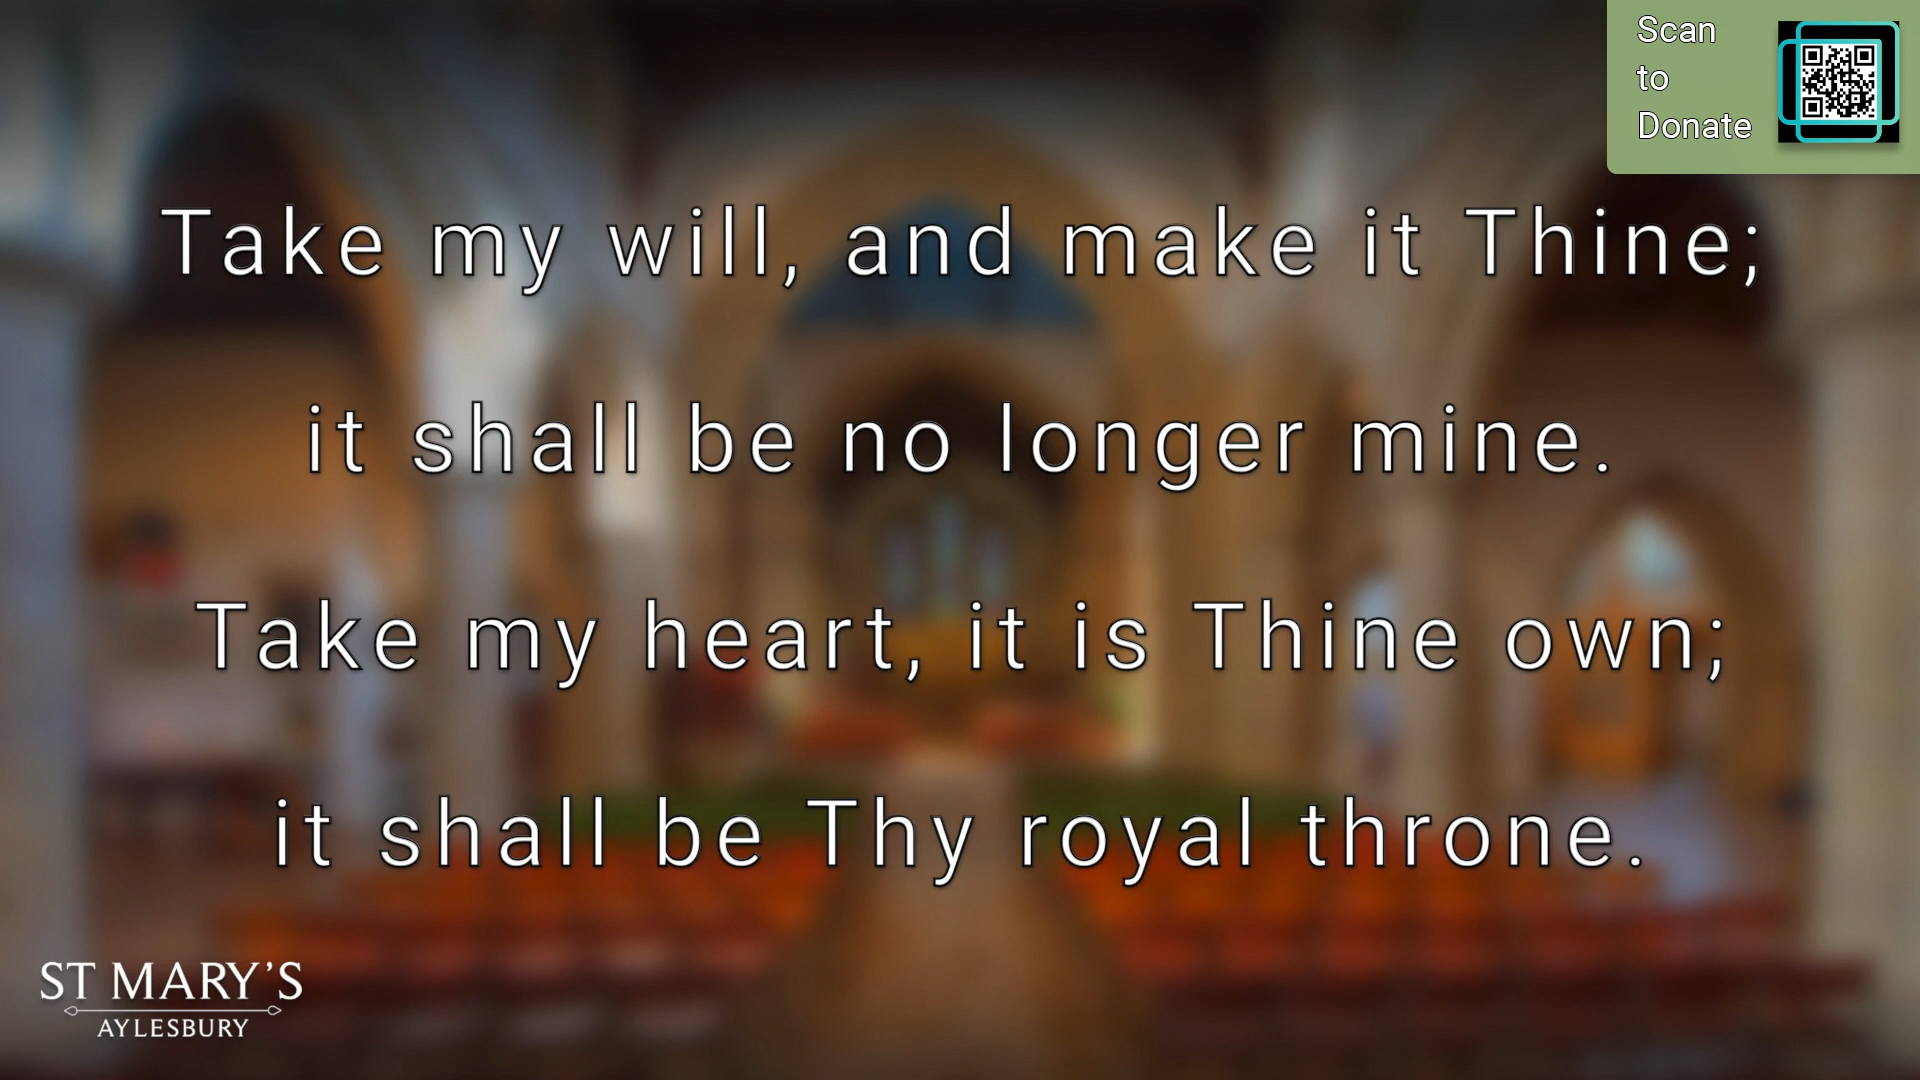 Scan
to
Donate
Take my will, and make it Thine;
it shall be no longer mine.
Take my heart, it is Thine own;
it shall be Thy royal throne.
ST MARY'S
AYLESBURY